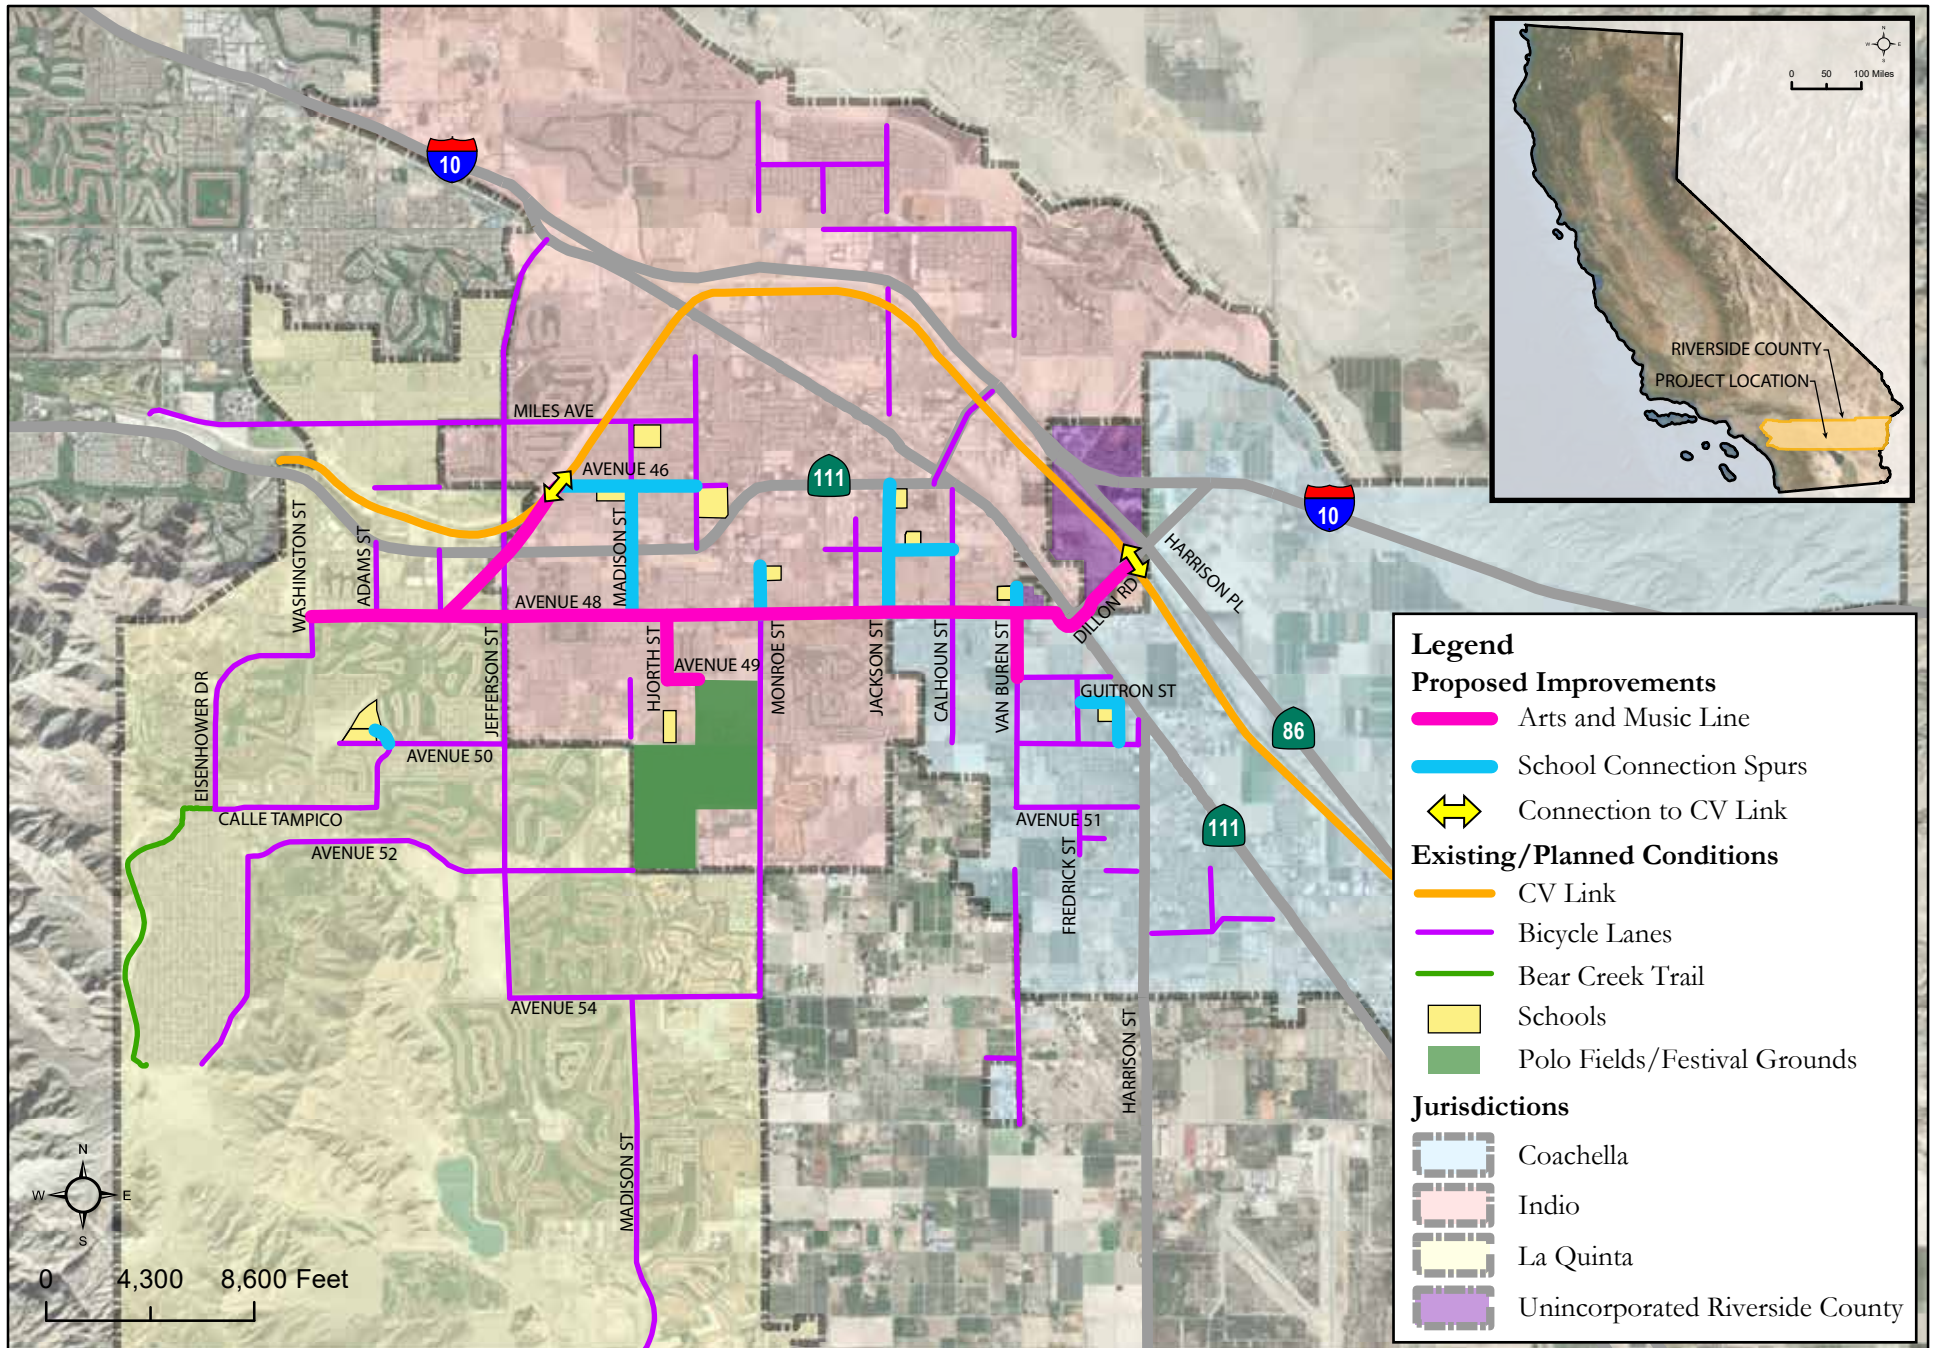 N
W
E
S
0 50 100 Miles
RIVERSIDE COUNTY
PROJECT LOCATION
10
MILES AVE
AVENUE 46
111
10
WASHINGTON ST
ADAMS ST
MADISON ST
HARRISON PL
AVENUE 48
DILLON RD
JEFFERSON ST
HJORTH ST
AVENUE 49
MONROE ST
JACKSON ST
CALHOUN ST
VAN BUREN ST
GUITRON ST
EISENHOWER DR
AVENUE 50
86
CALLE TAMPICO
AVENUE 51
111
AVENUE 52
FREDRICK ST
AVENUE 54
HARRISON ST
MADISON ST
N
W
E
S
0 4,300 8,600 Feet
Legend
Proposed Improvements
Arts and Music Line
School Connection Spurs
Connection to CV Link
Existing/Planned Conditions
CV Link
Bicycle Lanes
Bear Creek Trail
Schools
Polo Fields/Festival Grounds
Jurisdictions
Coachella
Indio
La Quinta
Unincorporated Riverside County